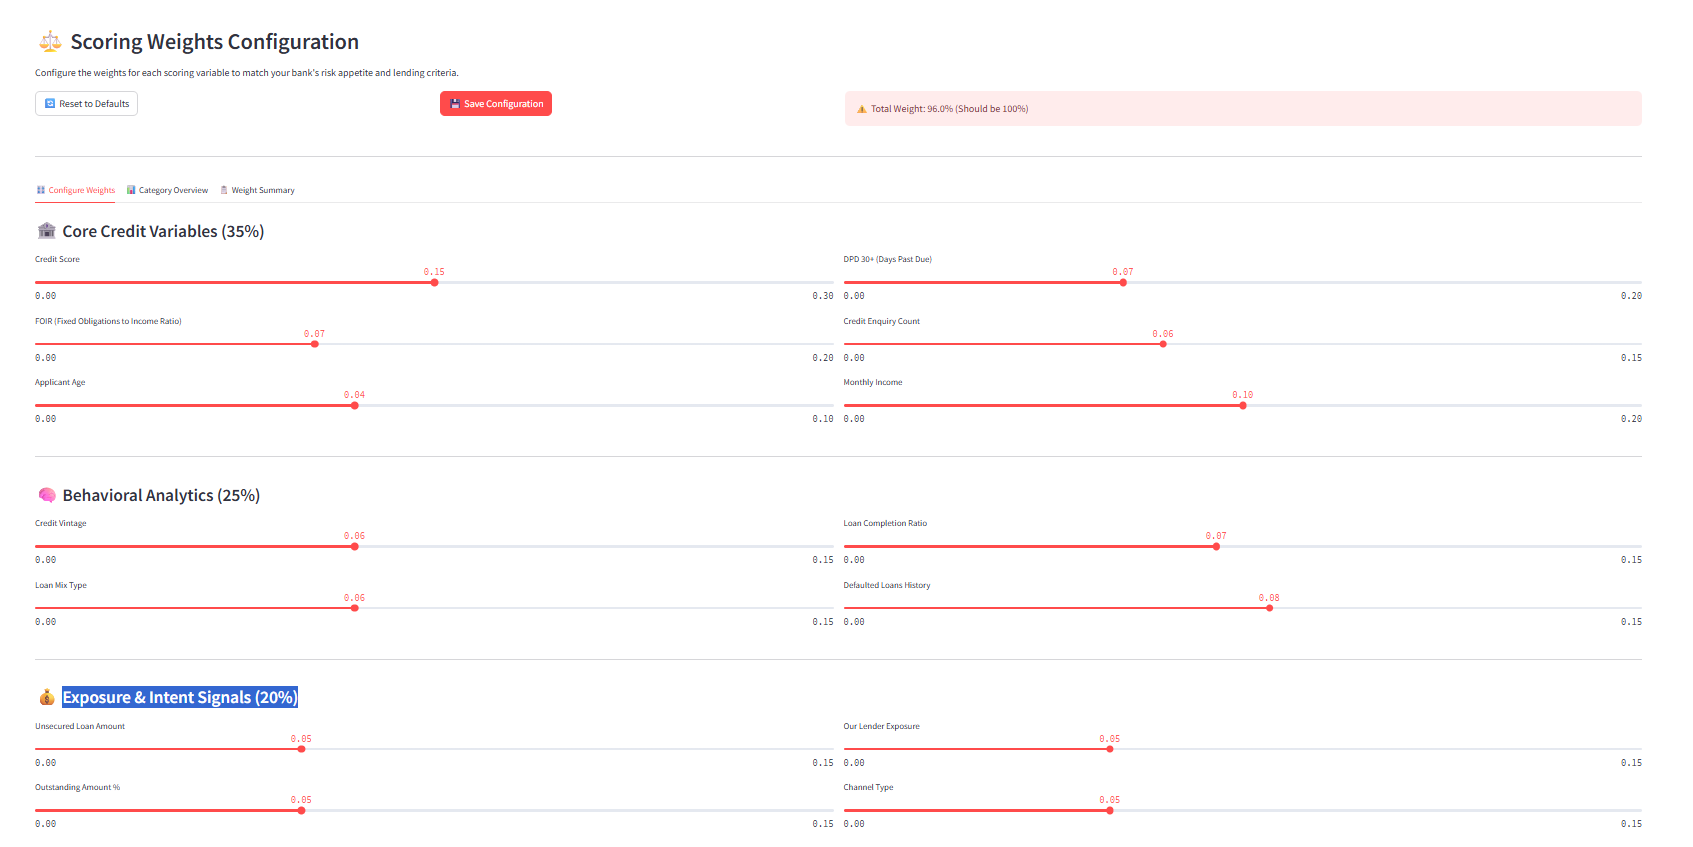 Scoring Weights Configuration
Configure the weights for each scoring variable to match your bank's risk appetite and lending criteria.
Reset to Defaults
Save Configuration
Total Weight: 96.0% (Should be 100%)
Configure Weights
Category Overview
Weight Summary
Core Credit Variables (35%)
Credit Score
0.15
0.00 0.30
DPD 30+ (Days Past Due)
0.07
0.00 0.20
FOIR (Fixed Obligations to Income Ratio)
0.07
0.00 0.20
Credit Enquiry Count
0.06
0.00 0.15
Applicant Age
0.04
0.00 0.10
Monthly Income
0.10
0.00 0.20
Behavioral Analytics (25%)
Credit Vintage
0.06
0.00 0.15
Loan Completion Ratio
0.07
0.00 0.15
Loan Mix Type
0.06
0.00 0.15
Defaulted Loans History
0.08
0.00 0.15
Exposure & Intent Signals (20%)
Unsecured Loan Amount
0.05
0.00 0.15
Our Lender Exposure
0.05
0.00 0.15
Outstanding Amount %
0.05
0.00 0.15
Channel Type
0.05
0.00 0.15